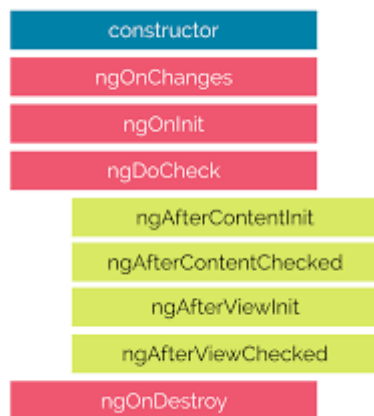 constructor
ngOnChanges
ngOnInit
ngDoCheck
ngAfterContentInit
ngAfterContentChecked
ngAfterViewInit
ngAfterViewChecked
ngOnDestroy